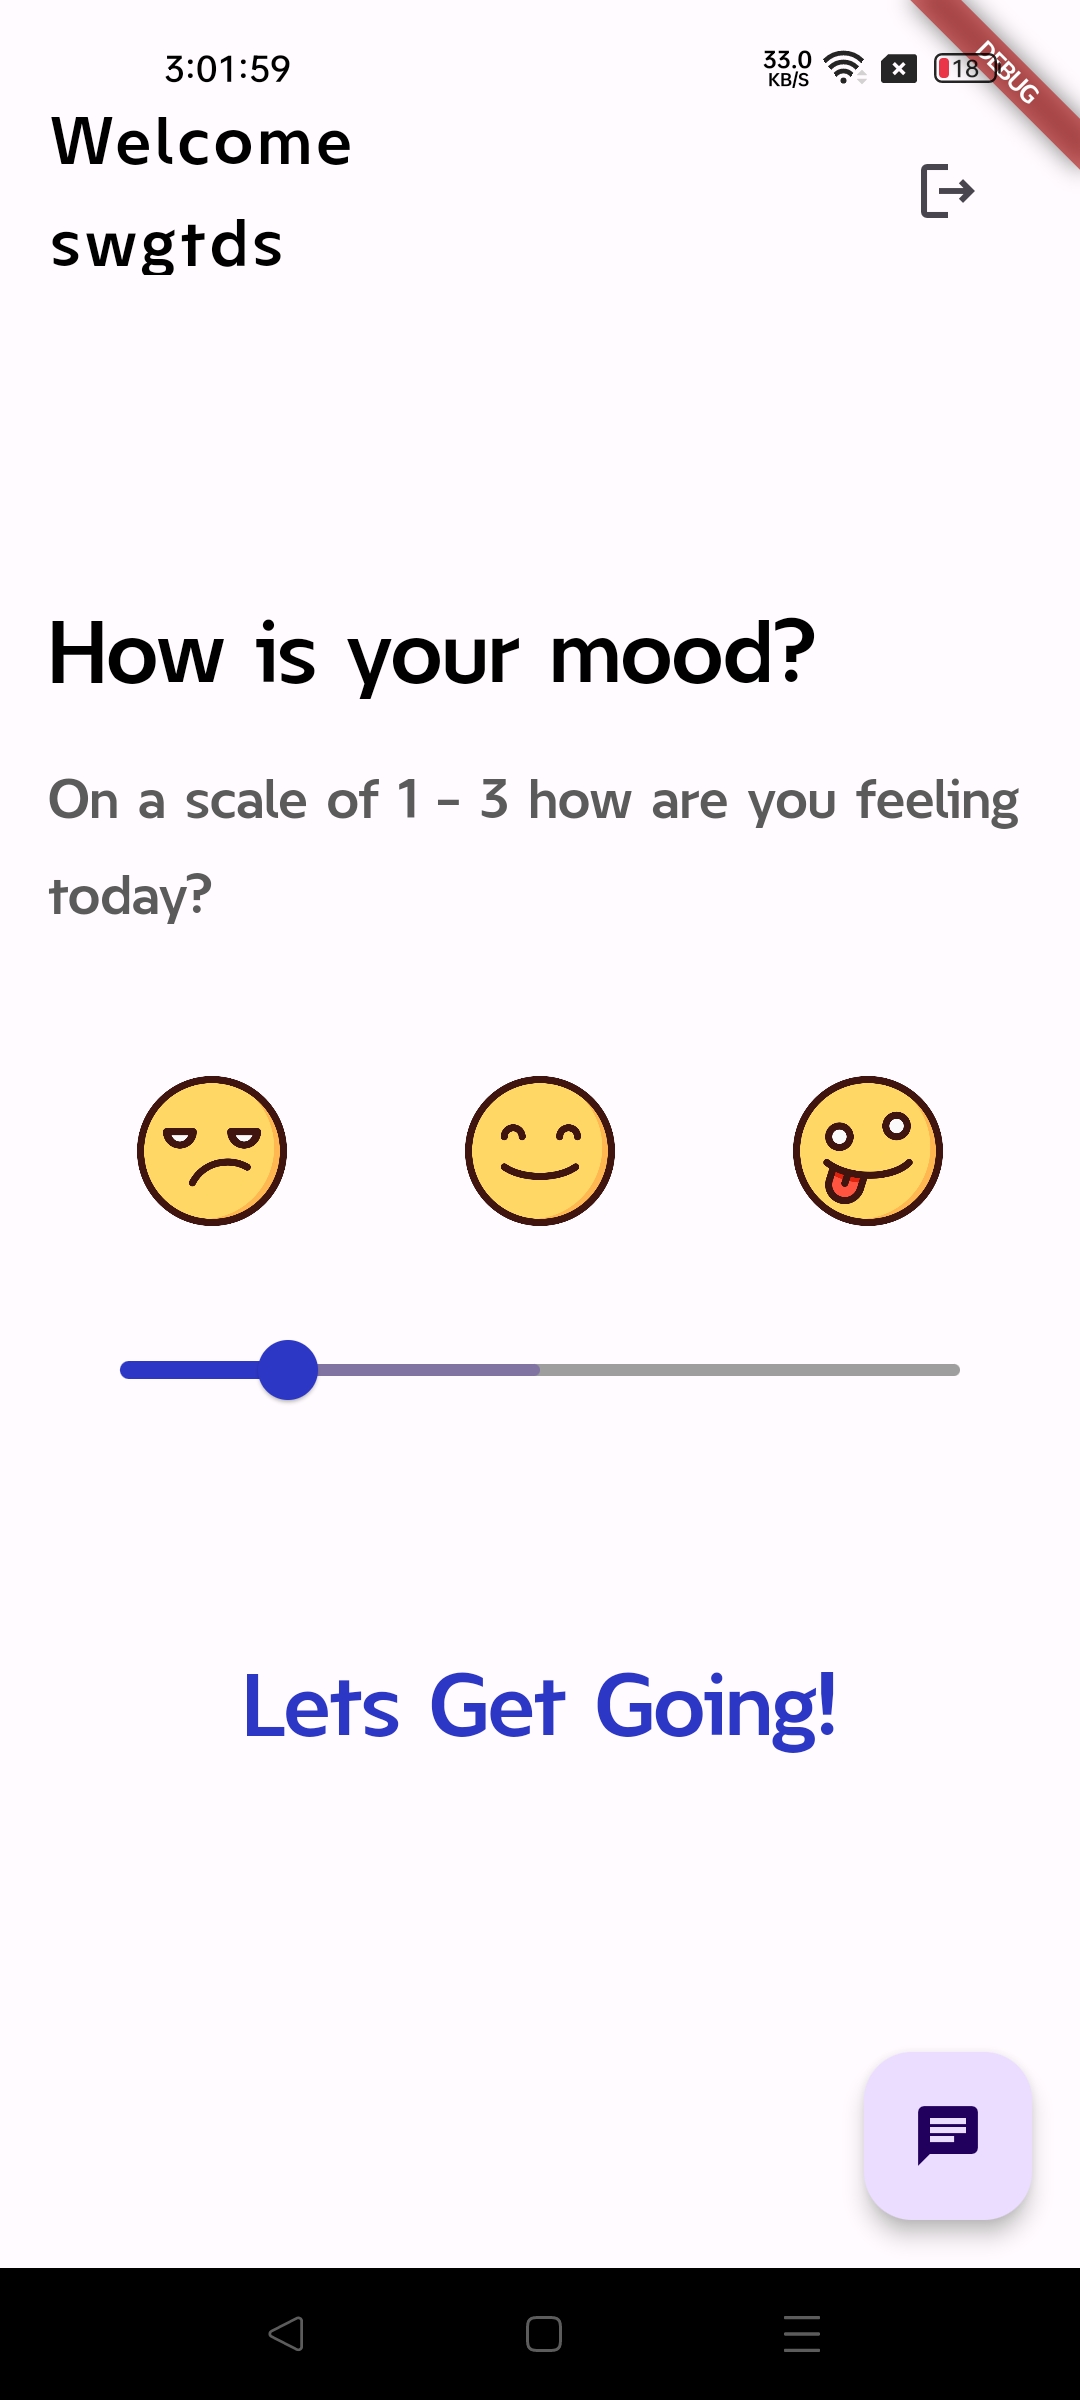 3:01:59
33.0
KB/S
18
DEBUG
Welcome
swgtds
How is your mood?
On a scale of 1 - 3 how are you feeling
today?
Lets Get Going!